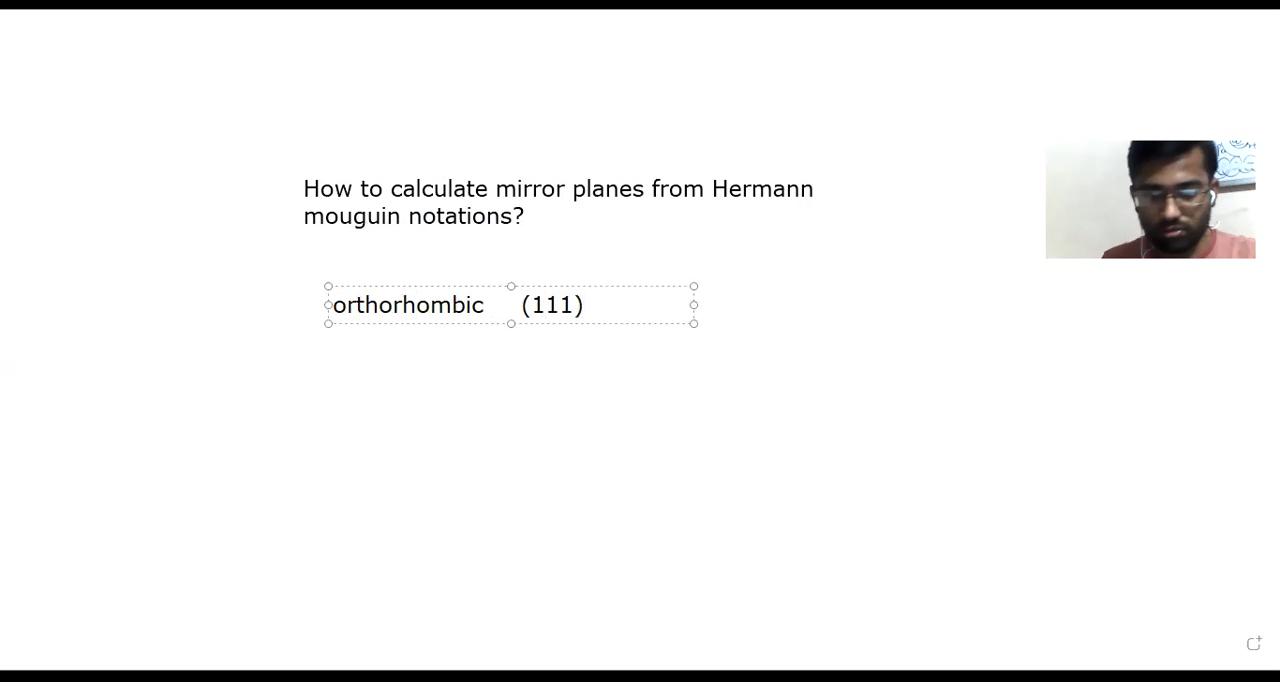 How to calculate mirror planes from Hermann
mouguin notations?
orthorhombic (111)